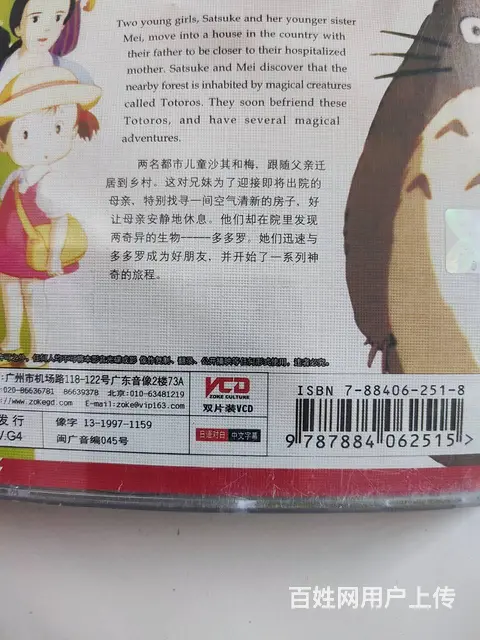 Two young girls, Satsuke and her younger sister
Mei, move into a house in the country with
their father to be closer to their hospitalized
mother. Satsuke and Mei discover that the
nearby forest is inhabited by magical creatures
called Totoros. They soon befriend these
Totoros, and have several magical
adventures.
两名都市儿童沙其和梅，跟随父亲迁
居到乡村。这对兄妹为了迎接即将出院的
母亲，特别找寻一间空气清新的房子，好
让母亲安静地休息。他们却在院里发现
两奇异的生物——多多罗。她们迅速与
多多罗成为好朋友，并开始了一系列神
奇的旅程。
:广州市机场路118-122号广东音像2楼73A
:020-86636781 86639378 北京:010-63481219
://www.zokegd.com E-mail:zoke@vip163.com
发行
像字 13-1997-1159
V.G4
闽广音编045号
VCD
ZOKE CULTURE
双片装VCD
日语对白 中文字幕
ISBN 7-88406-251-8
9 787884 062515 >
百姓网用户上传